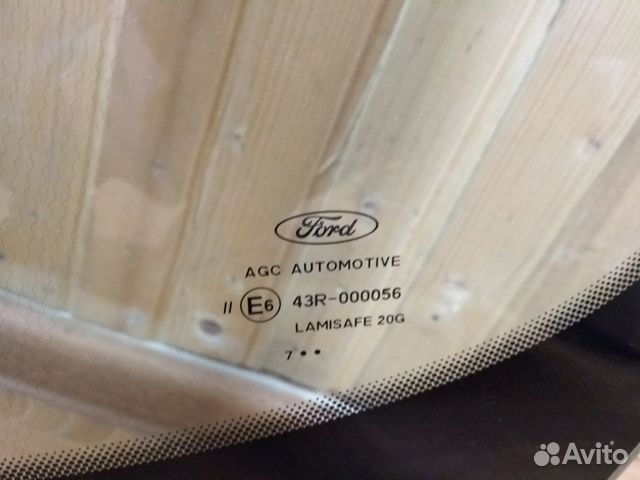 Ford
AGC AUTOMOTIVE
II E6 43R-000056
LAMISAFE 20G
7 • •
Avito